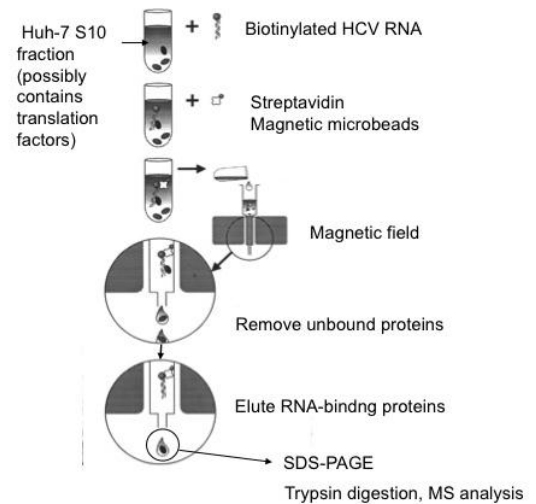 Huh-7 S10
fraction
(possibly
contains
translation
factors)
+
Biotinylated HCV RNA
+
Streptavidin
Magnetic microbeads
Magnetic field
Remove unbound proteins
Elute RNA-bindng proteins
SDS-PAGE
Trypsin digestion, MS analysis